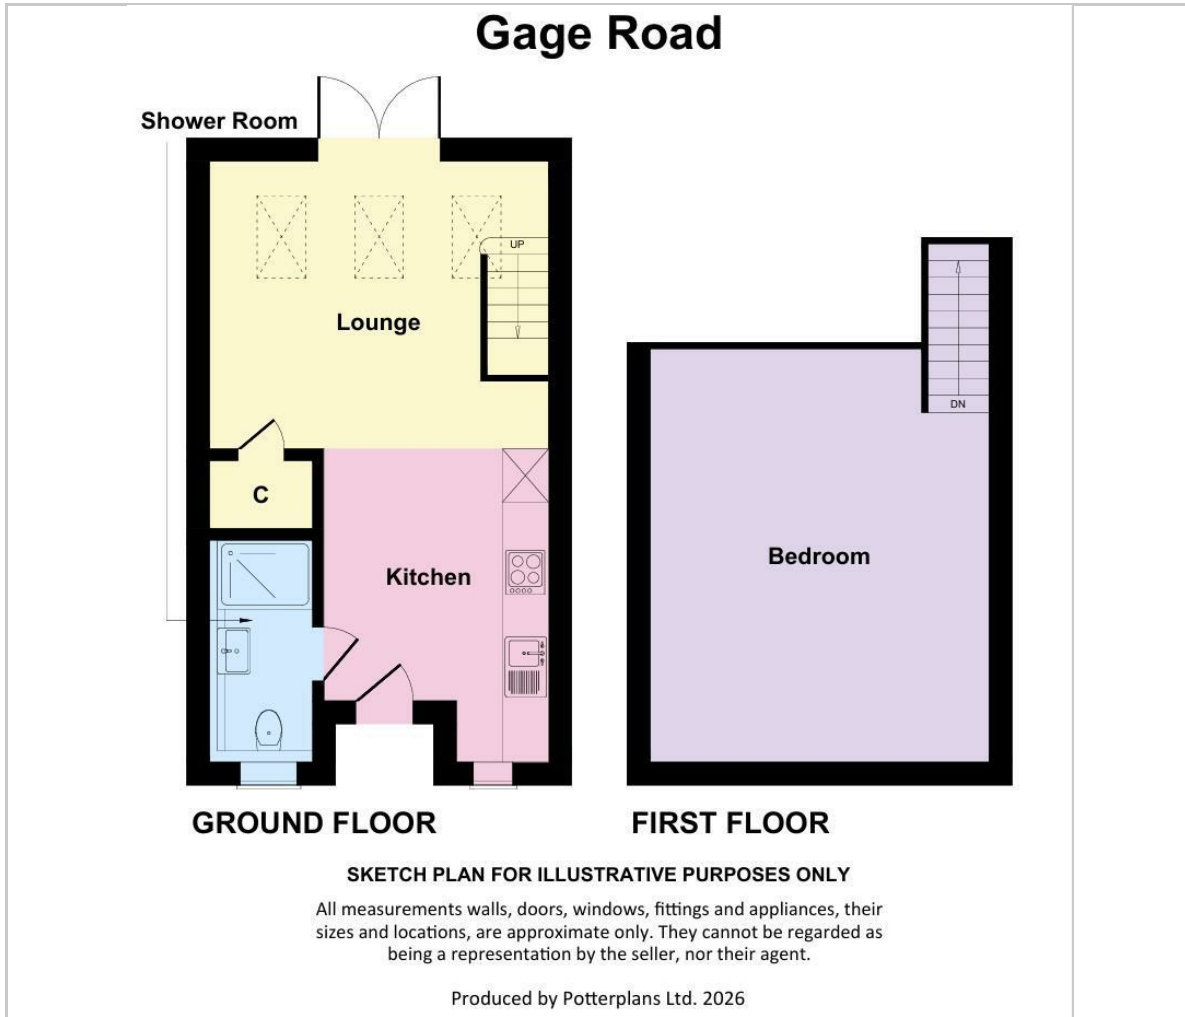 Gage Road
Shower Room
UP
Lounge
DN
C
Bedroom
Kitchen
GROUND FLOOR
FIRST FLOOR
SKETCH PLAN FOR ILLUSTRATIVE PURPOSES ONLY
All measurements walls, doors, windows, fittings and appliances, their
sizes and locations, are approximate only. They cannot be regarded as
being a representation by the seller, nor their agent.
Produced by Potterplans Ltd. 2026